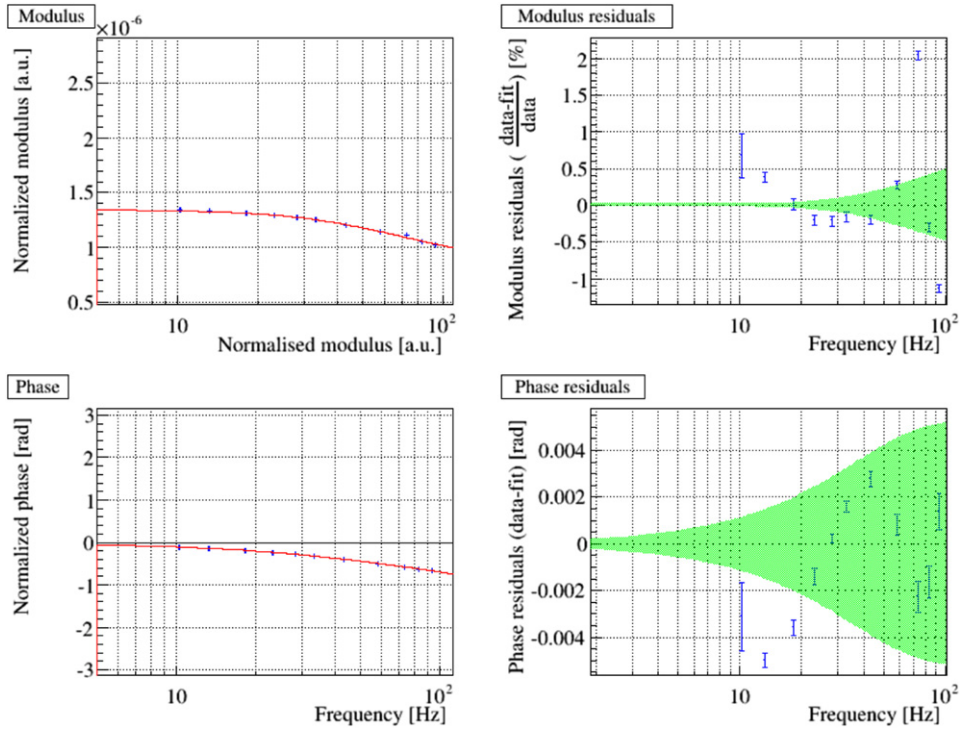 Modulus
×10⁻⁶
Normalized modulus [a.u.]
2.5
2
1.5
1
0.5
10
10²
Normalised modulus [a.u.]
Modulus residuals
Modulus residuals ( data-fit / data ) [%]
2
1.5
1
0.5
0
-0.5
-1
10
10²
Frequency [Hz]
Phase
Normalized phase [rad]
3
2
1
0
-1
-2
-3
10
10²
Frequency [Hz]
Phase residuals
Phase residuals (data-fit) [rad]
0.004
0.002
0
-0.002
-0.004
10
10²
Frequency [Hz]